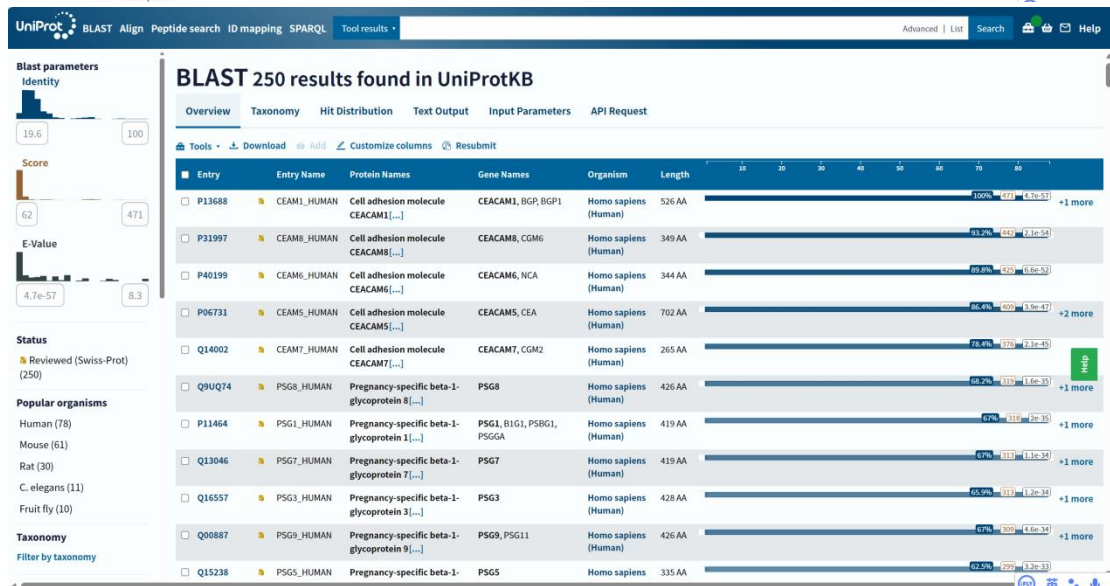 UniProt BLAST Align Peptide search ID mapping SPARQL Tool results Advanced | List Search Help
Blast parameters
Identity
19.6 100
Score
62 471
E-Value
4.7e-57 8.3
Status
Reviewed (Swiss-Prot)
(250)
Popular organisms
Human (78)
Mouse (61)
Rat (30)
C. elegans (11)
Fruit fly (10)
Taxonomy
Filter by taxonomy
BLAST 250 results found in UniProtKB
Overview Taxonomy Hit Distribution Text Output Input Parameters API Request
Tools Download Add Customize columns Resubmit
Entry Entry Name Protein Names Gene Names Organism Length 10 20 30 40 50 60 70 80
P13688 CEAM1_HUMAN Cell adhesion molecule CEACAM1, BGP, BGP1 Homo sapiens 526 AA 100% 471 4.7e-57 +1 more
CEACAM1[...] (Human)
P31997 CEAM8_HUMAN Cell adhesion molecule CEACAM8, CGM6 Homo sapiens 349 AA 93.2% 442 2.1e-54
CEACAM8[...] (Human)
P40199 CEAM6_HUMAN Cell adhesion molecule CEACAM6, NCA Homo sapiens 344 AA 89.8% 425 6.6e-52
CEACAM6[...] (Human)
P06731 CEAM5_HUMAN Cell adhesion molecule CEACAM5, CEA Homo sapiens 702 AA 86.4% 409 3.9e-47 +2 more
CEACAM5[...] (Human)
Q14002 CEAM7_HUMAN Cell adhesion molecule CEACAM7, CGM2 Homo sapiens 265 AA 78.4% 376 2.1e-45
CEACAM7[...] (Human)
Q9UQ74 PSG8_HUMAN Pregnancy-specific beta-1- PSG8 Homo sapiens 426 AA 68.2% 319 1.6e-35 +1 more
glycoprotein 8[...] (Human)
P11464 PSG1_HUMAN Pregnancy-specific beta-1- PSG1, B1G1, PSBG1, Homo sapiens 419 AA 67% 318 2e-35 +1 more
glycoprotein 1[...] PSGGA (Human)
Q13046 PSG7_HUMAN Pregnancy-specific beta-1- PSG7 Homo sapiens 419 AA 67% 313 1.1e-34 +1 more
glycoprotein 7[...] (Human)
Q16557 PSG3_HUMAN Pregnancy-specific beta-1- PSG3 Homo sapiens 428 AA 65.9% 313 1.2e-34 +1 more
glycoprotein 3[...] (Human)
Q00887 PSG9_HUMAN Pregnancy-specific beta-1- PSG9, PSG11 Homo sapiens 426 AA 67% 309 4.6e-34 +1 more
glycoprotein 9[...] (Human)
Q15238 PSG5_HUMAN Pregnancy-specific beta-1- PSG5 Homo sapiens 335 AA 62.5% 299 3.2e-33
Help
英